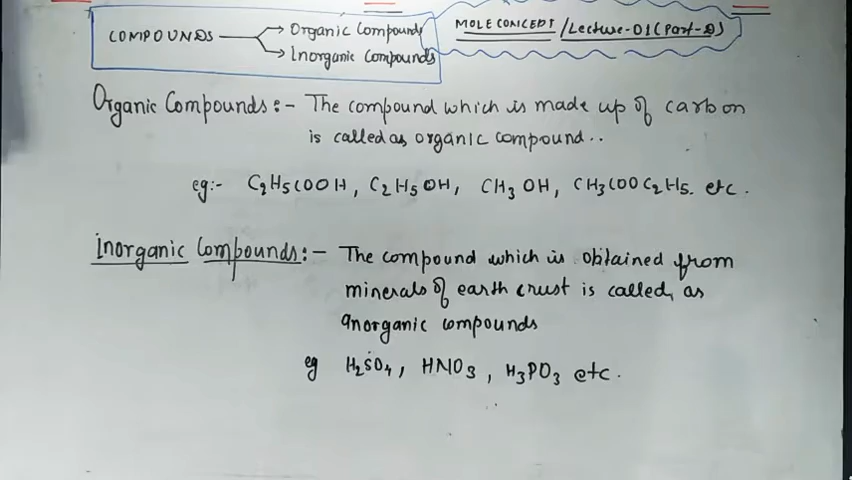 COMPOUNDS → Organic Compounds
→ Inorganic Compounds
MOLE CONCEPT /Lecture-01(Part-D)
Organic Compounds:- The compound which is made up of carbon
is called as organic compound..
eg:- C2H5COOH, C2H5OH, CH3OH, CH3COOC2H5. etc.
Inorganic Compounds:- The compound which is obtained from
minerals of earth crust is called, as
inorganic compounds
eg H2SO4, HNO3, H3PO3 etc.